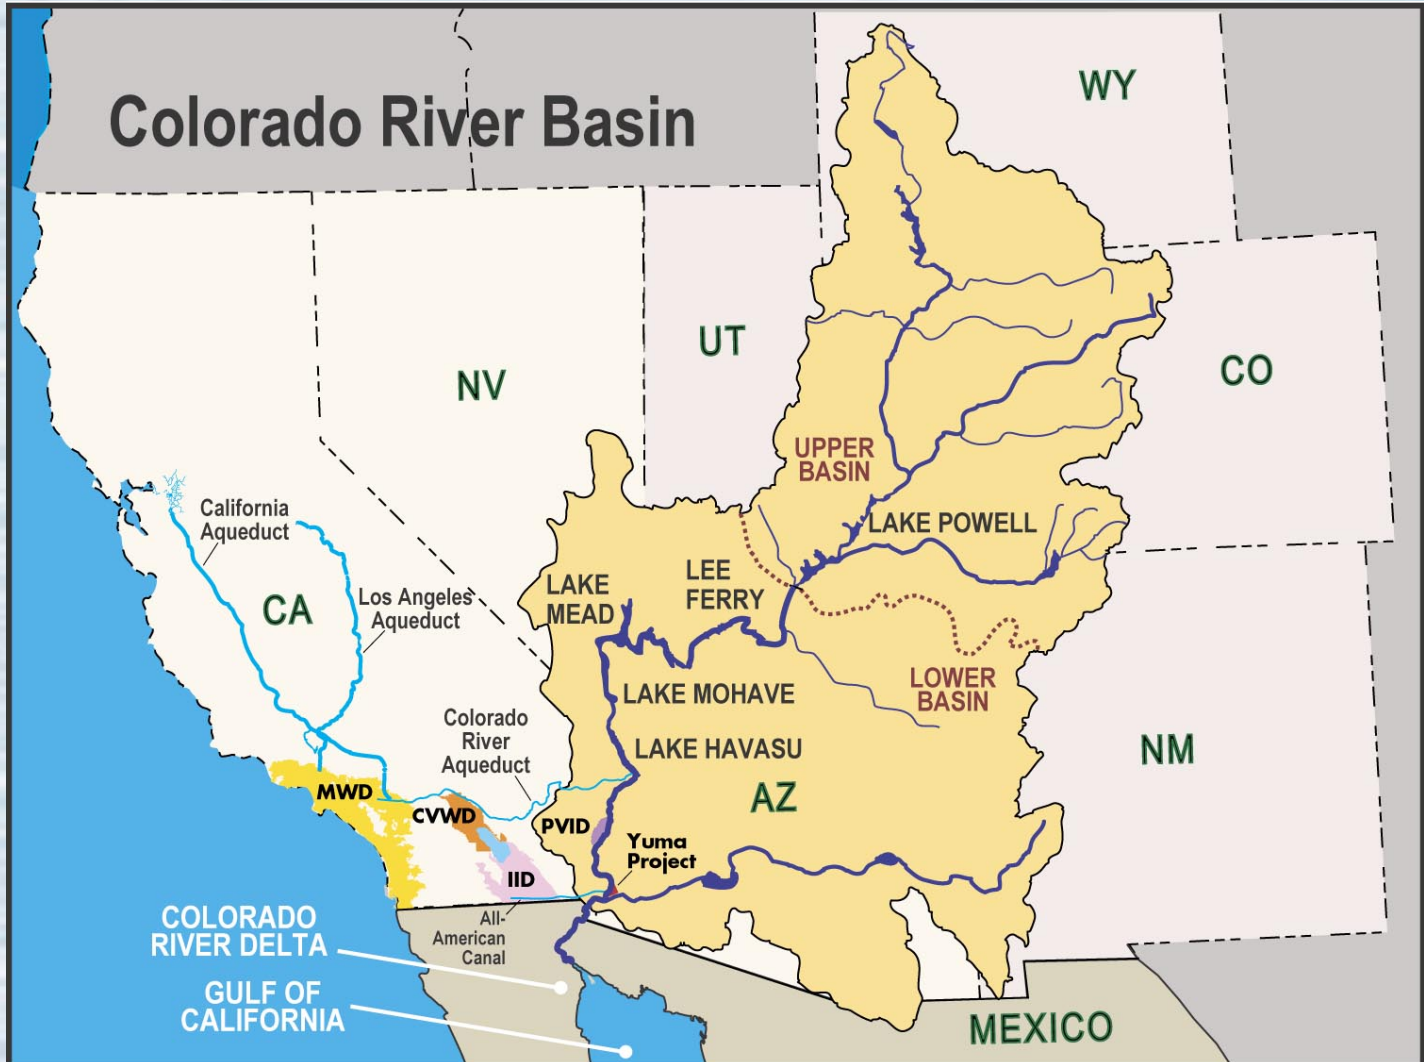 Colorado River Basin
WY
UT
CO
NV
UPPER
BASIN
California
Aqueduct
LAKE POWELL
LEE
FERRY
LAKE
MEAD
CA
Los Angeles
Aqueduct
LOWER
BASIN
LAKE MOHAVE
Colorado
River
Aqueduct
LAKE HAVASU
NM
AZ
MWD
CVWD
PVID
Yuma
Project
IID
All-
American
Canal
COLORADO
RIVER DELTA
GULF OF
CALIFORNIA
MEXICO